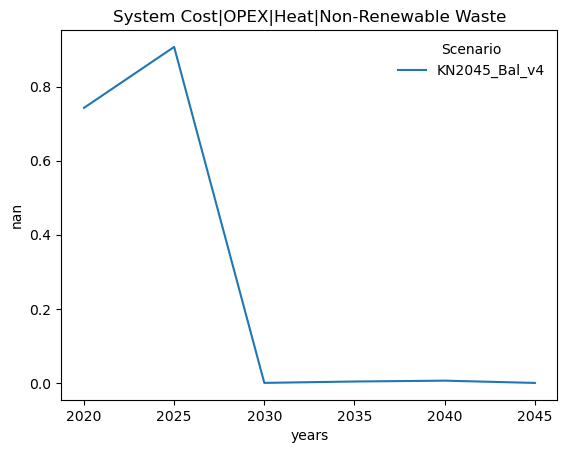 System Cost|OPEX|Heat|Non-Renewable Waste
Scenario
KN2045_Bal_v4
0.8
0.6
0.4
0.2
0.0
nan
2020 2025 2030 2035 2040 2045
years